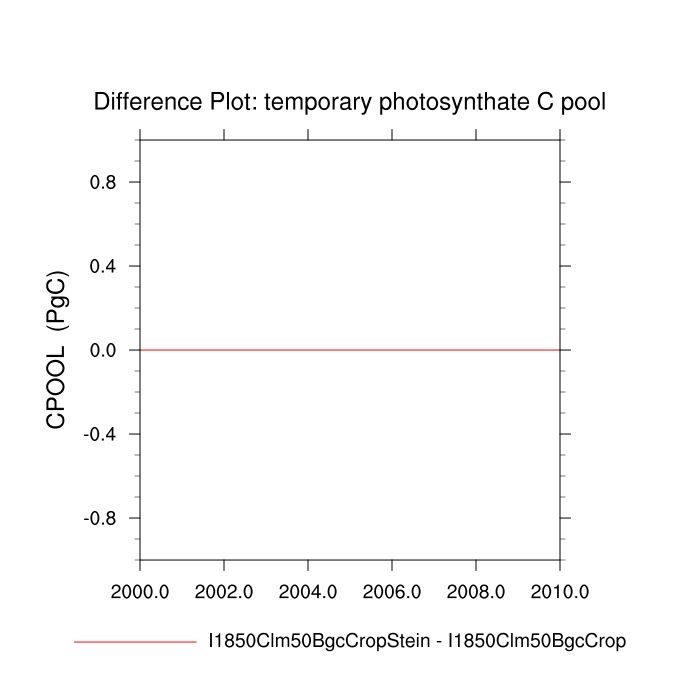 Difference Plot: temporary photosynthate C pool
0.8
0.4
0.0
-0.4
-0.8
CPOOL (PgC)
2000.0 2002.0 2004.0 2006.0 2008.0 2010.0
I1850Clm50BgcCropStein - I1850Clm50BgcCrop